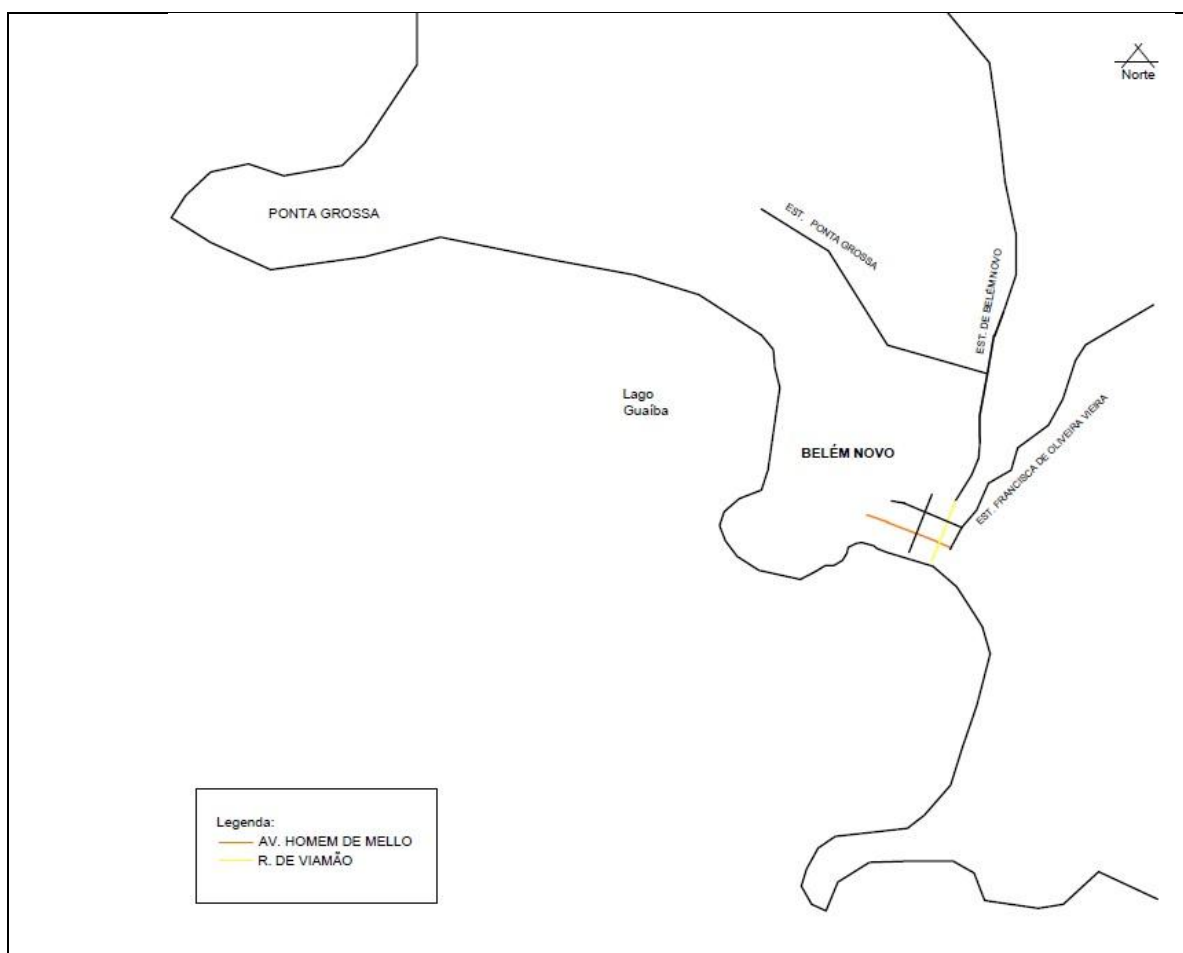 Norte
PONTA GROSSA
EST. PONTA GROSSA
EST. DE BELÉM NOVO
Lago
Guaíba
BELÉM NOVO
EST. FRANCISCA DE OLIVEIRA VIEIRA
Legenda:
AV. HOMEM DE MELLO
R. DE VIAMÃO